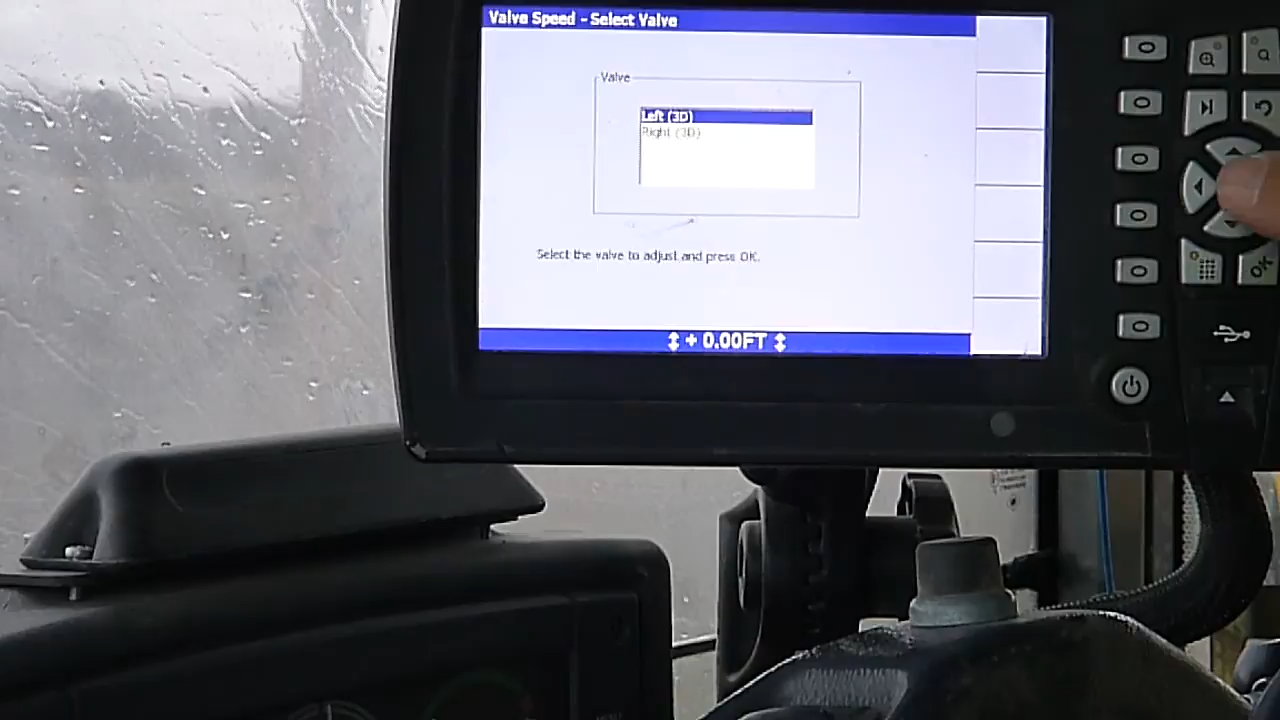 Valve Speed - Select Valve
Valve
Left (3D)
Right (3D)
Select the valve to adjust and press OK.
+ 0.00FT
OK